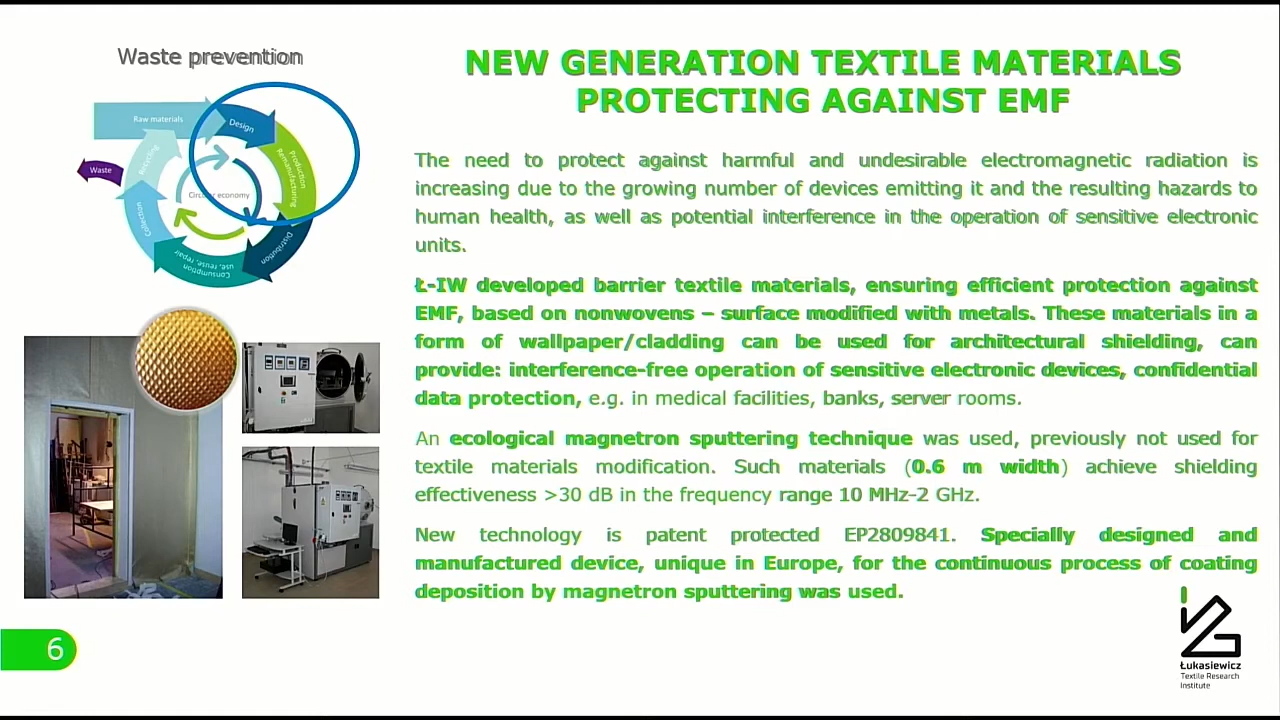 Waste prevention
Raw materials
Design
Production
Remanufacturing
Distribution
Consumption
use, reuse, repair
Collection
Recycling
Waste
Circular economy
NEW GENERATION TEXTILE MATERIALS
PROTECTING AGAINST EMF
The need to protect against harmful and undesirable electromagnetic radiation is
increasing due to the growing number of devices emitting it and the resulting hazards to
human health, as well as potential interference in the operation of sensitive electronic
units.
Ł-IW developed barrier textile materials, ensuring efficient protection against
EMF, based on nonwovens – surface modified with metals. These materials in a
form of wallpaper/cladding can be used for architectural shielding, can
provide: interference-free operation of sensitive electronic devices, confidential
data protection, e.g. in medical facilities, banks, server rooms.
An ecological magnetron sputtering technique was used, previously not used for
textile materials modification. Such materials (0.6 m width) achieve shielding
effectiveness >30 dB in the frequency range 10 MHz-2 GHz.
New technology is patent protected EP2809841. Specially designed and
manufactured device, unique in Europe, for the continuous process of coating
deposition by magnetron sputtering was used.
6
Łukasiewicz
Textile Research
Institute